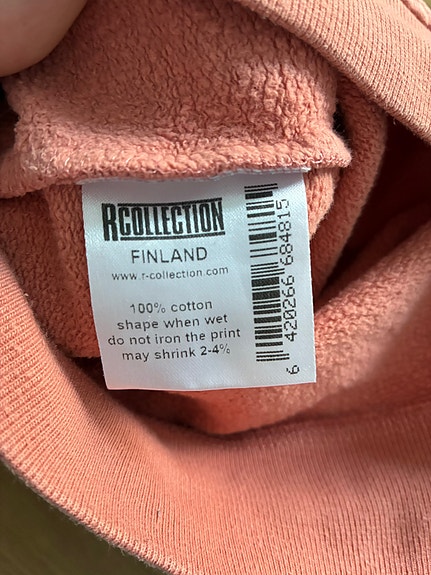 RCOLLECTION
FINLAND
www.r-collection.com
100% cotton
shape when wet
do not iron the print
may shrink 2-4%
6 420266 684815